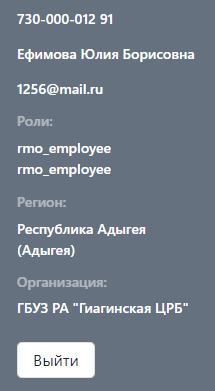 730-000-012 91
Ефимова Юлия Борисовна
1256@mail.ru
Роли:
rmo_employee
rmo_employee
Регион:
Республика Адыгея
(Адыгея)
Организация:
ГБУЗ РА "Гиагинская ЦРБ"
Выйти